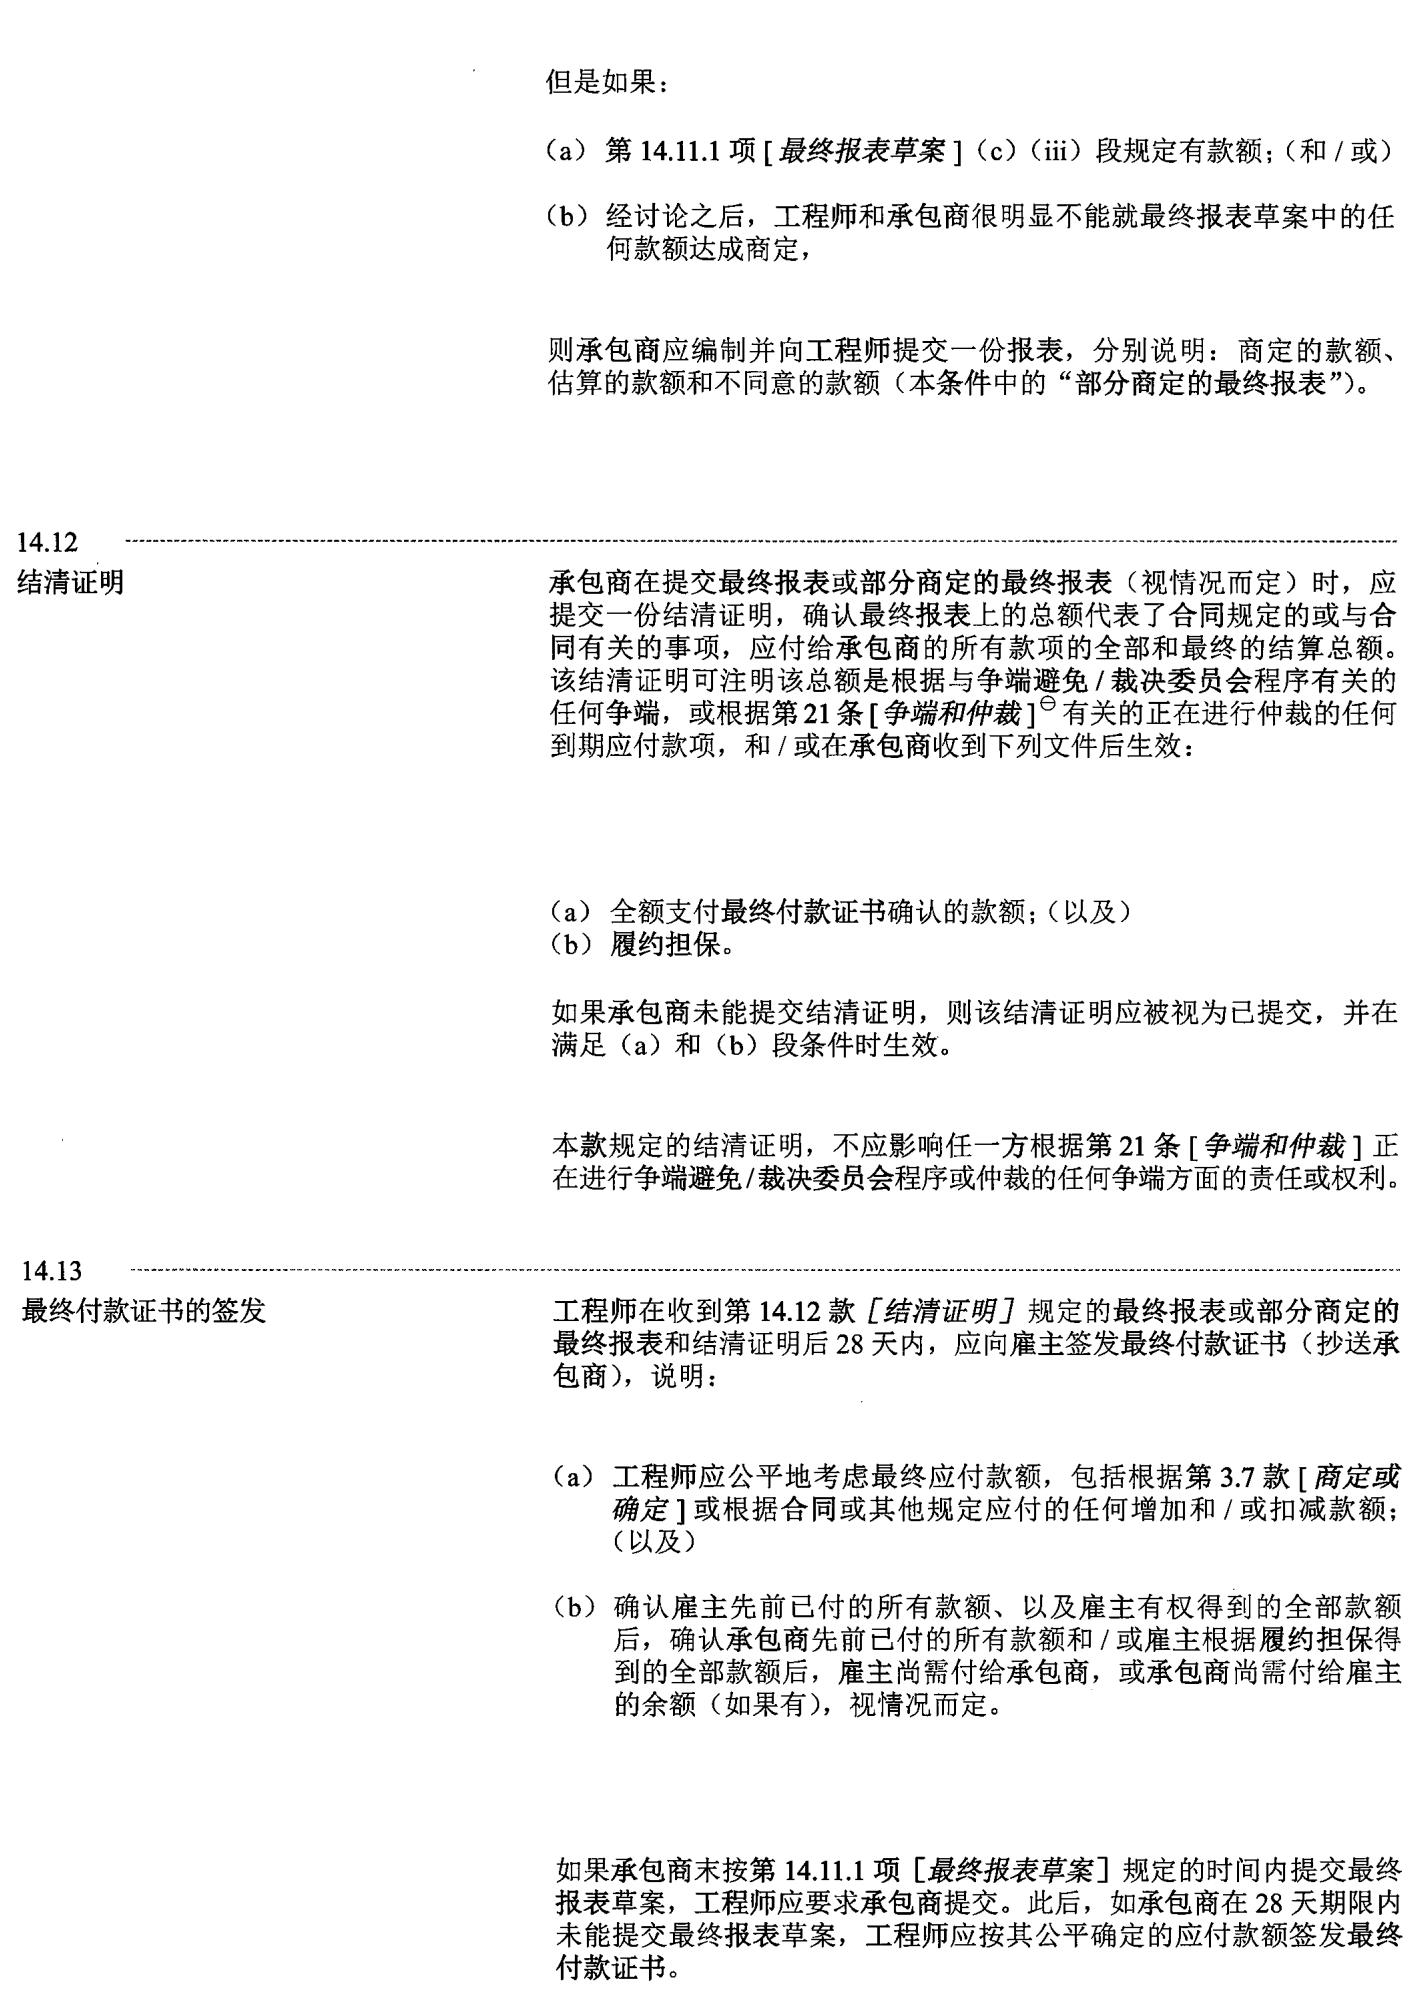 但是如果：
（a） 第 14.11.1 项 [ 最终报表草案 ]（c）（iii）段规定有款额；（和 / 或）
（b） 经讨论之后，工程师和承包商很明显不能就最终报表草案中的任
何款额达成商定，
则承包商应编制并向工程师提交一份报表，分别说明：商定的款额、
估算的款额和不同意的款额（本条件中的“部分商定的最终报表”）。
14.12
结清证明
承包商在提交最终报表或部分商定的最终报表（视情况而定）时，应
提交一份结清证明，确认最终报表上的总额代表了合同规定的或与合
同有关的事项，应付给承包商的所有款项的全部和最终的结算总额。
该结清证明可注明该总额是根据与争端避免 / 裁决委员会程序有关的
任何争端，或根据第 21 条 [ 争端和仲裁 ]㊀有关的正在进行仲裁的任何
到期应付款项，和 / 或在承包商收到下列文件后生效：
（a） 全额支付最终付款证书确认的款额；（以及）
（b） 履约担保。
如果承包商未能提交结清证明，则该结清证明应被视为已提交，并在
满足（a）和（b）段条件时生效。
本款规定的结清证明，不应影响任一方根据第 21 条 [ 争端和仲裁 ] 正
在进行争端避免 / 裁决委员会程序或仲裁的任何争端方面的责任或权利。
14.13
最终付款证书的签发
工程师在收到第 14.12 款［结清证明］规定的最终报表或部分商定的
最终报表和结清证明后 28 天内，应向雇主签发最终付款证书（抄送承
包商），说明：
（a） 工程师应公平地考虑最终应付款额，包括根据第 3.7 款 [ 商定或
确定 ] 或根据合同或其他规定应付的任何增加和 / 或扣减款额；
（以及）
（b） 确认雇主先前已付的所有款额、以及雇主有权得到的全部款额
后，确认承包商先前已付的所有款额和 / 或雇主根据履约担保得
到的全部款额后，雇主尚需付给承包商，或承包商尚需付给雇主
的余额（如果有），视情况而定。
如果承包商末按第 14.11.1 项［最终报表草案］规定的时间内提交最终
报表草案，工程师应要求承包商提交。此后，如承包商在 28 天期限内
未能提交最终报表草案，工程师应按其公平确定的应付款额签发最终
付款证书。